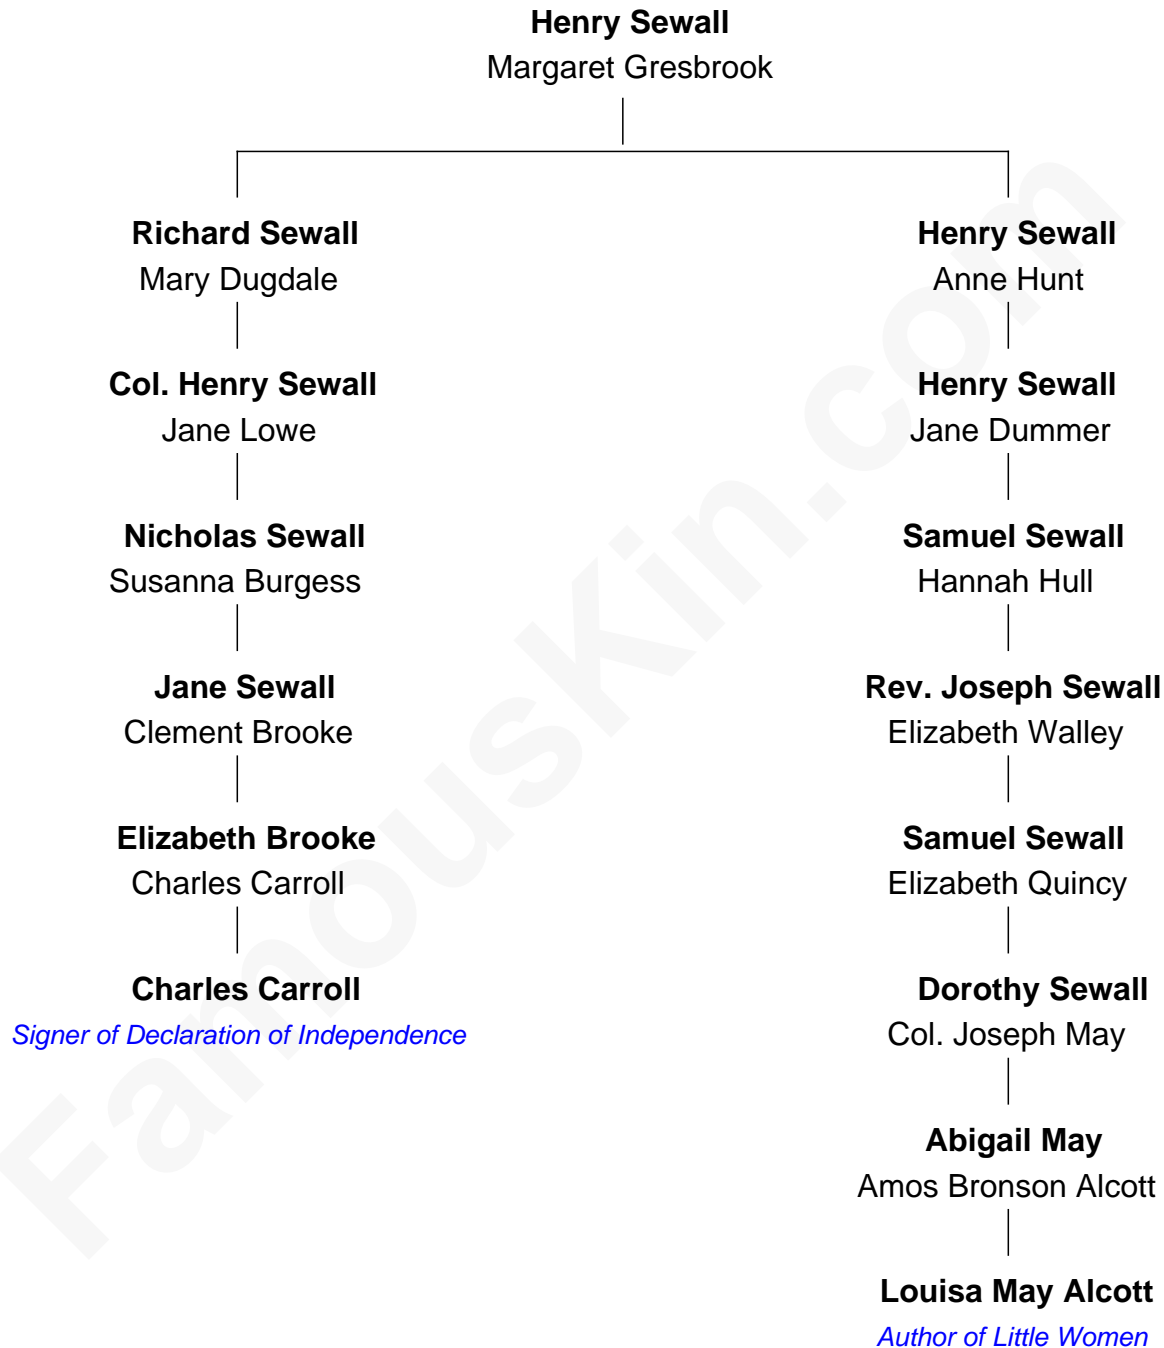 Henry Sewall
Margaret Gresbrook
Richard Sewall
Mary Dugdale
Col. Henry Sewall
Jane Lowe
Nicholas Sewall
Susanna Burgess
Jane Sewall
Clement Brooke
Elizabeth Brooke
Charles Carroll
Charles Carroll
Signer of Declaration of Independence
Henry Sewall
Anne Hunt
Henry Sewall
Jane Dummer
Samuel Sewall
Hannah Hull
Rev. Joseph Sewall
Elizabeth Walley
Samuel Sewall
Elizabeth Quincy
Dorothy Sewall
Col. Joseph May
Abigail May
Amos Bronson Alcott
Louisa May Alcott
Author of Little Women
FamousKin.com